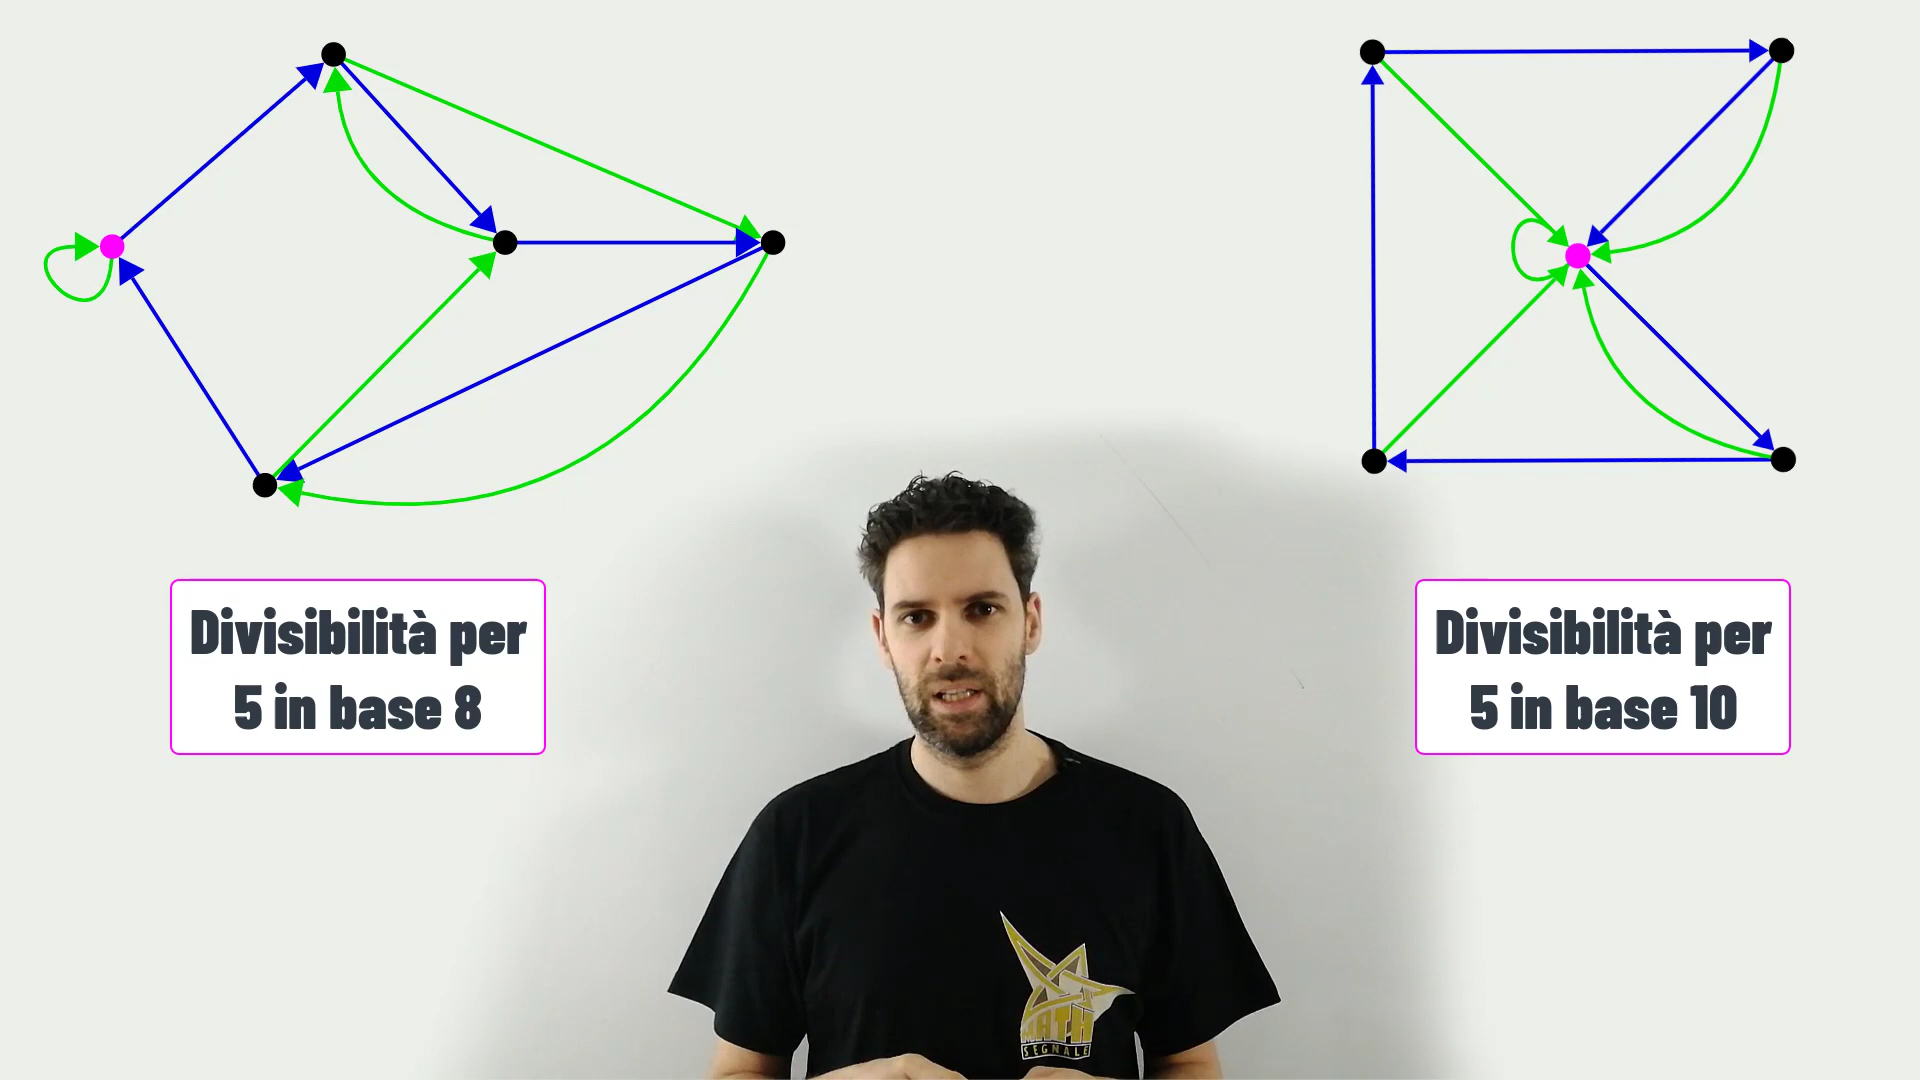 Divisibilità per
5 in base 8
Divisibilità per
5 in base 10
MATH
SEGNALE